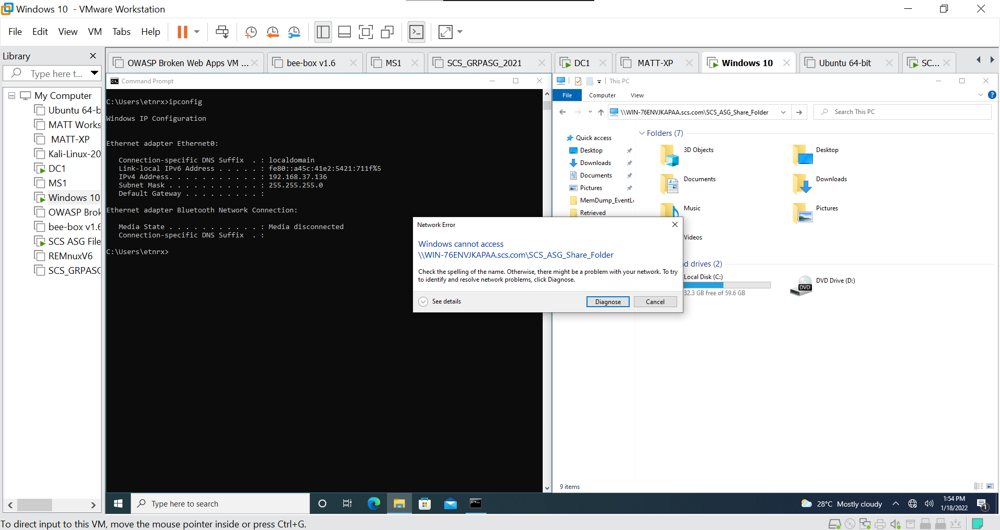 Windows 10 - VMware Workstation
File Edit View VM Tabs Help
Library
Type here t...
My Computer
Ubuntu 64-b
MATT Works
MATT-XP
Kali-Linux-20
DC1
MS1
Windows 10
OWASP Brok
bee-box v1.6
SCS ASG File
REMnuxV6
SCS_GRPASG
OWASP Broken Web Apps VM ... bee-box v1.6 MS1 SCS_GRPASG_2021 DC1 MATT-XP Windows 10 Ubuntu 64-bit SC...
Command Prompt
C:\Users\etnrx>ipconfig
Windows IP Configuration
Ethernet adapter Ethernet0:
Connection-specific DNS Suffix . : localdomain
Link-local IPv6 Address . . . . . : fe80::a45c:41e2:5421:711f%5
IPv4 Address. . . . . . . . . . . : 192.168.37.136
Subnet Mask . . . . . . . . . . . : 255.255.255.0
Default Gateway . . . . . . . . . :
Ethernet adapter Bluetooth Network Connection:
Media State . . . . . . . . . . . : Media disconnected
Connection-specific DNS Suffix . :
C:\Users\etnrx>
This PC
File Computer View
\\WIN-76ENVJKAPAA.scs.com\SCS_ASG_Share_Folder
Search This PC
Quick access
Desktop
Downloads
Documents
Pictures
MemDump_EventLo
Retrieved
Folders (7)
3D Objects
Desktop
Documents
Downloads
Music
Pictures
Videos
d drives (2)
Local Disk (C:)
32.3 GB free of 59.6 GB
DVD
DVD Drive (D:)
9 items
Network Error
Windows cannot access
\\WIN-76ENVJKAPAA.scs.com\SCS_ASG_Share_Folder
Check the spelling of the name. Otherwise, there might be a problem with your network. To try
to identify and resolve network problems, click Diagnose.
See details
Diagnose
Cancel
Type here to search
28°C Mostly cloudy
1:54 PM
1/18/2022
1
To direct input to this VM, move the mouse pointer inside or press Ctrl+G.